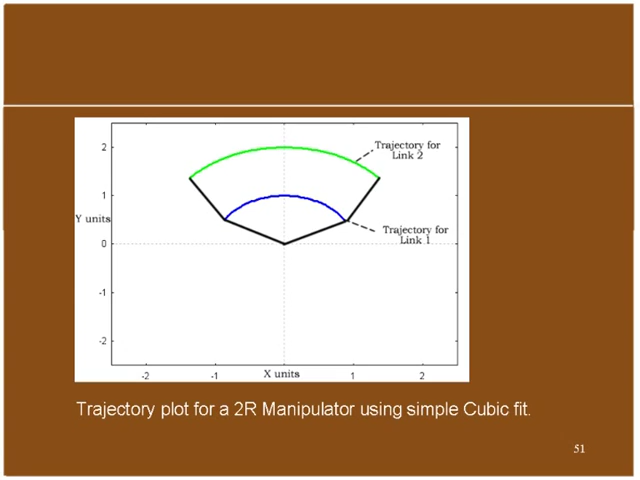 Trajectory for
Link 2
2
1
Y units
0
Trajectory for
Link 1
-1
-2
-2
-1
X units
1
2
Trajectory plot for a 2R Manipulator using simple Cubic fit.
51